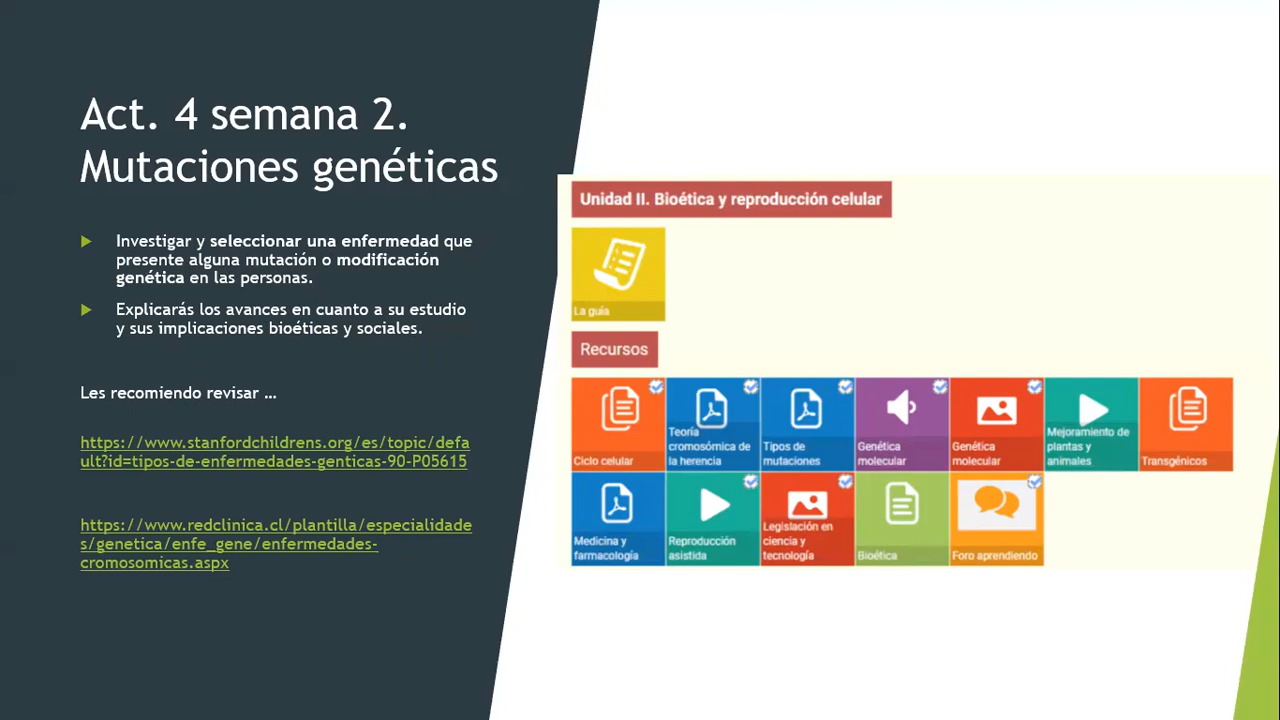 Act. 4 semana 2.
Mutaciones genéticas
Investigar y seleccionar una enfermedad que
presente alguna mutación o modificación
genética en las personas.
Explicarás los avances en cuanto a su estudio
y sus implicaciones bioéticas y sociales.
Les recomiendo revisar …
https://www.stanfordchildrens.org/es/topic/defa
ult?id=tipos-de-enfermedades-genticas-90-P05615
https://www.redclinica.cl/plantilla/especialidade
s/genetica/enfe_gene/enfermedades-
cromosomicas.aspx
Unidad II. Bioética y reproducción celular
La guía
Recursos
Ciclo celular
Teoría
cromosómica de
la herencia
Tipos de
mutaciones
Genética
molecular
Genética
molecular
Mejoramiento de
plantas y
animales
Transgénicos
Medicina y
farmacología
Reproducción
asistida
Legislación en
ciencia y
tecnología
Bioética
Foro aprendiendo